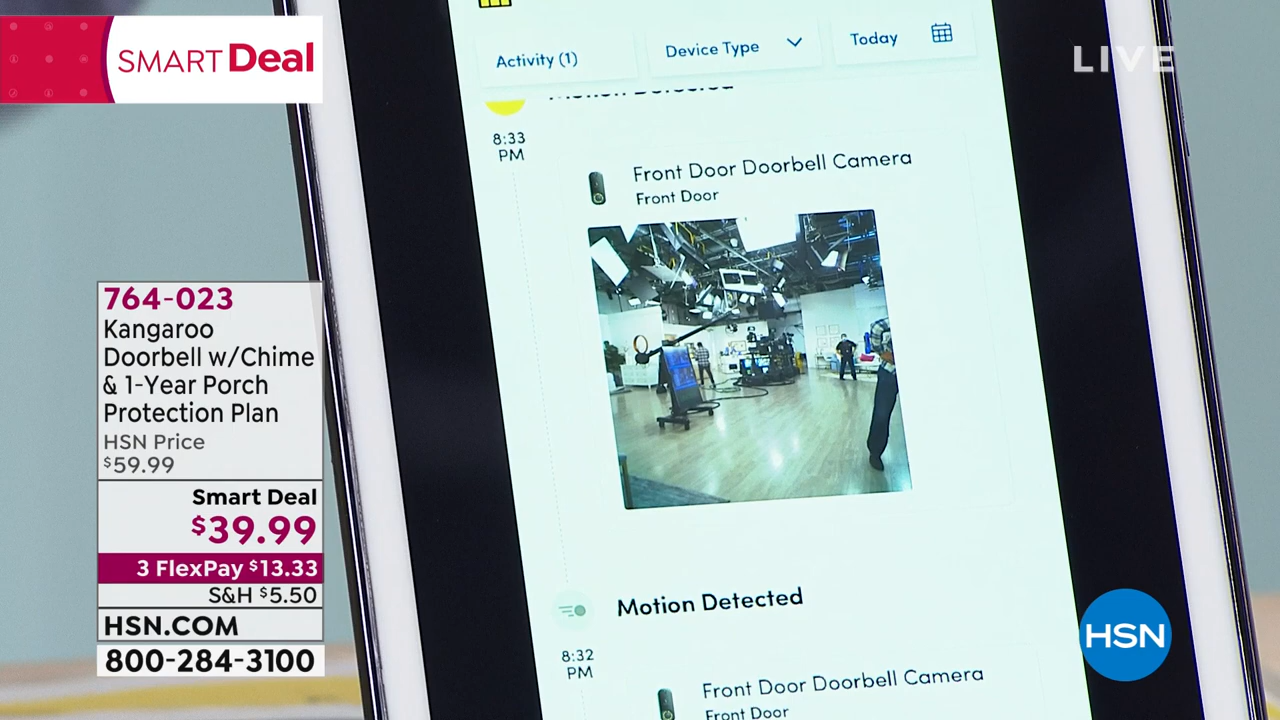 SMART Deal
LIVE
Activity (1)
Device Type
Today
Motion Detected
8:33
PM
Front Door Doorbell Camera
Front Door
Motion Detected
8:32
PM
Front Door Doorbell Camera
Front Door
764-023
Kangaroo
Doorbell w/Chime
& 1-Year Porch
Protection Plan
HSN Price
$59.99
Smart Deal
$39.99
3 FlexPay $13.33
S&H $5.50
HSN.COM
800-284-3100
HSN